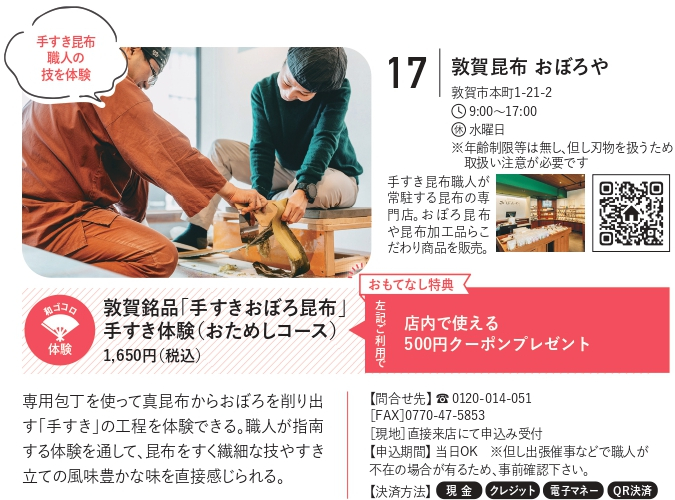 手すき昆布
職人の
技を体験
17
敦賀昆布 おぼろや
敦賀市本町1-21-2
9:00～17:00
休 水曜日
※年齢制限等は無し、但し刃物を扱うため
取扱い注意が必要です
手すき昆布職人が
常駐する昆布の専
門店。おぼろ昆布
や昆布加工品らこ
だわり商品を販売。
和ゴコロ
体験
敦賀銘品「手すきおぼろ昆布」
手すき体験（おためしコース）
1,650円（税込）
おもてなし特典
左記ご利用で
店内で使える
500円クーポンプレゼント
専用包丁を使って真昆布からおぼろを削り出
す「手すき」の工程を体験できる。職人が指南
する体験を通して、昆布をすく繊細な技やすき
立ての風味豊かな味を直接感じられる。
【問合せ先】☎0120-014-051
[FAX]0770-47-5853
[現地]直接来店にて申込み受付
【申込期間】当日OK ※但し出張催事などで職人が
不在の場合が有るため、事前確認下さい。
【決済方法】 現金 クレジット 電子マネー QR決済